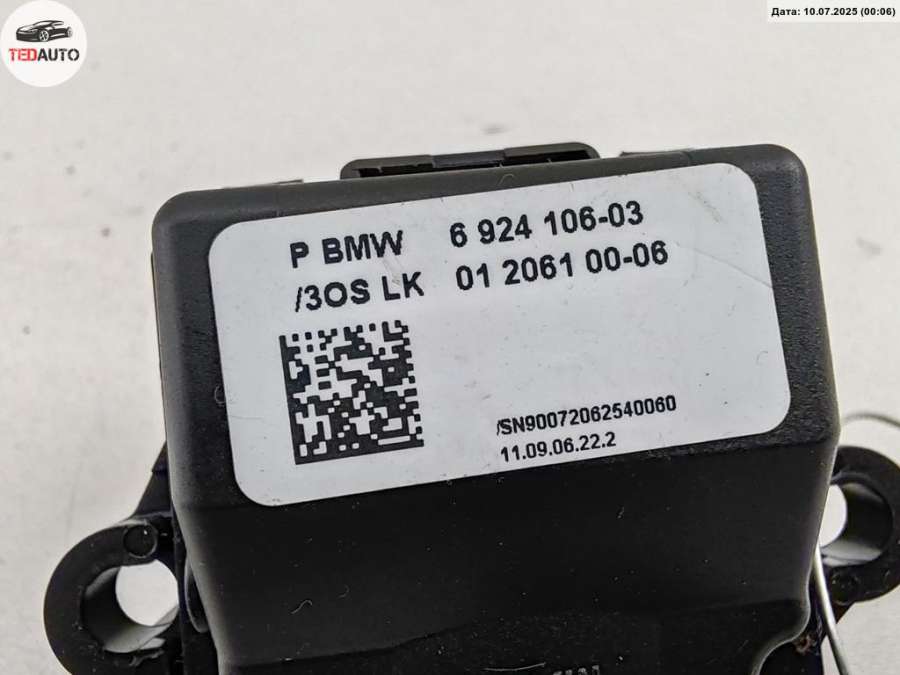 TEDAUTO
Дата: 10.07.2025 (00:06)
P BMW 6 924 106-03
/3OS LK 01 2061 00-06
/SN90072062540060
11.09.06.22.2